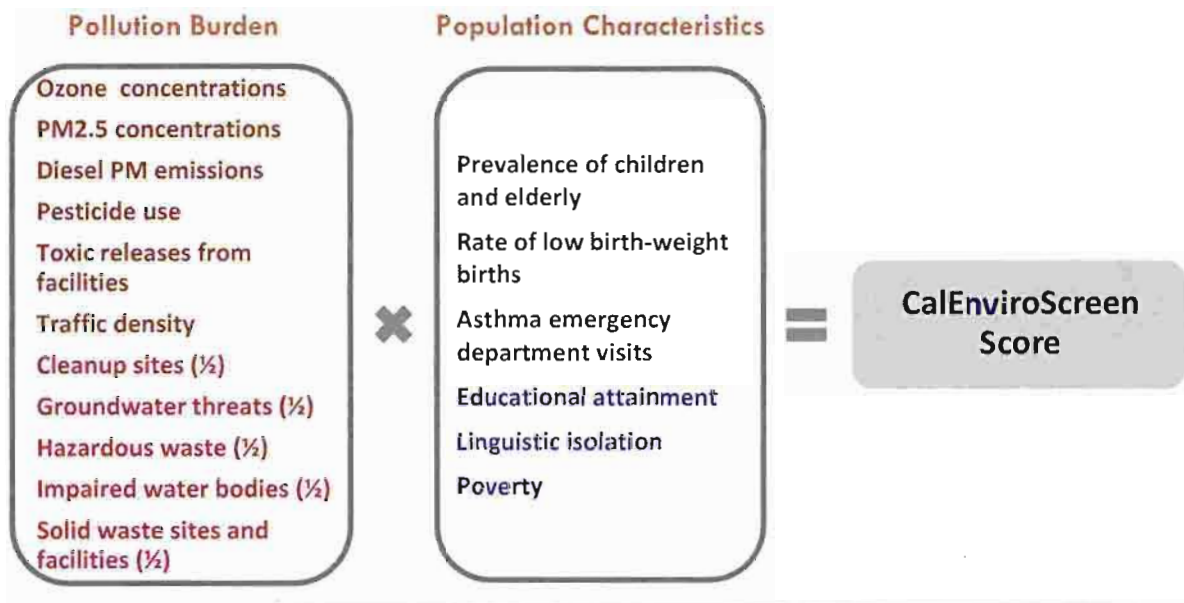 Pollution Burden
Ozone concentrations
PM2.5 concentrations
Diesel PM emissions
Pesticide use
Toxic releases from
facilities
Traffic density
Cleanup sites (½)
Groundwater threats (½)
Hazardous waste (½)
Impaired water bodies (½)
Solid waste sites and
facilities (½)
Population Characteristics
Prevalence of children
and elderly
Rate of low birth-weight
births
Asthma emergency
department visits
Educational attainment
Linguistic isolation
Poverty
CalEnviroScreen
Score